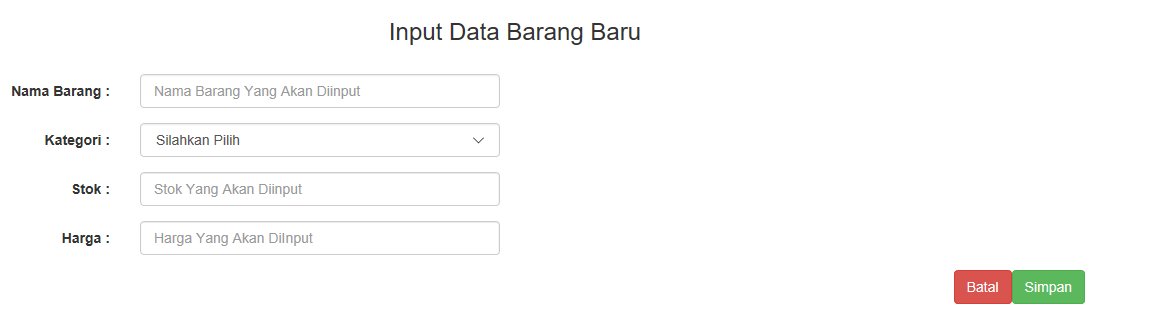 Input Data Barang Baru
Nama Barang : Nama Barang Yang Akan Diinput
Kategori : Silahkan Pilih
Stok : Stok Yang Akan Diinput
Harga : Harga Yang Akan DiInput
Batal Simpan